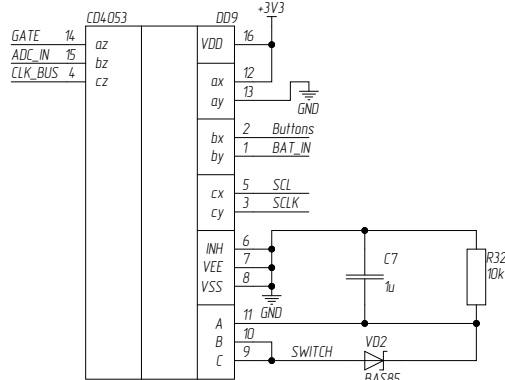 CD4053 DD9 +3V3
GATE 14 az VDD 16
ADC_IN 15 bz
CLK_BUS 4 cz
ax 12
ay 13
GND
bx 2 Buttons
by 1 BAT_IN
cx 5 SCL
cy 3 SCLK
INH 6
VEE 7
VSS 8
GND
C7
1u
R32
10k
A 11
B 10
C 9 SWITCH VD2
BAS85